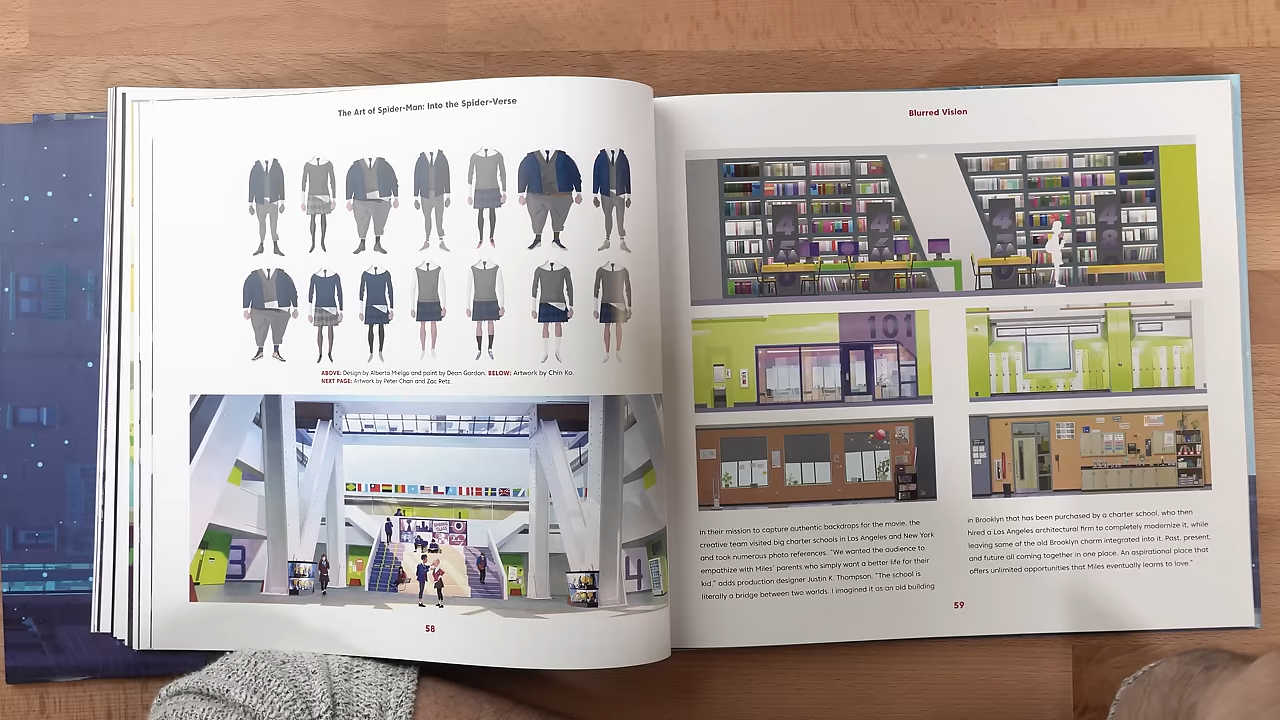 The Art of Spider-Man: Into the Spider-Verse
ABOVE: Design by Alberto Mielgo and paint by Dean Gordon. BELOW: Artwork by Chin Ko.
NEXT PAGE: Artwork by Peter Chan and Zac Retz.
3
4
58
Blurred Vision
45
46
47
48
101
In their mission to capture authentic backdrops for the movie, the
creative team visited big charter schools in Los Angeles and New York
and took numerous photo references. "We wanted the audience to
empathize with Miles' parents who simply want a better life for their
kid," adds production designer Justin K. Thompson. "The school is
literally a bridge between two worlds. I imagined it as an old building
in Brooklyn that has been purchased by a charter school, who then
hired a Los Angeles architectural firm to completely modernize it, while
leaving some of the old Brooklyn charm integrated into it. Past, present,
and future all coming together in one place. An aspirational place that
offers unlimited opportunities that Miles eventually learns to love."
59